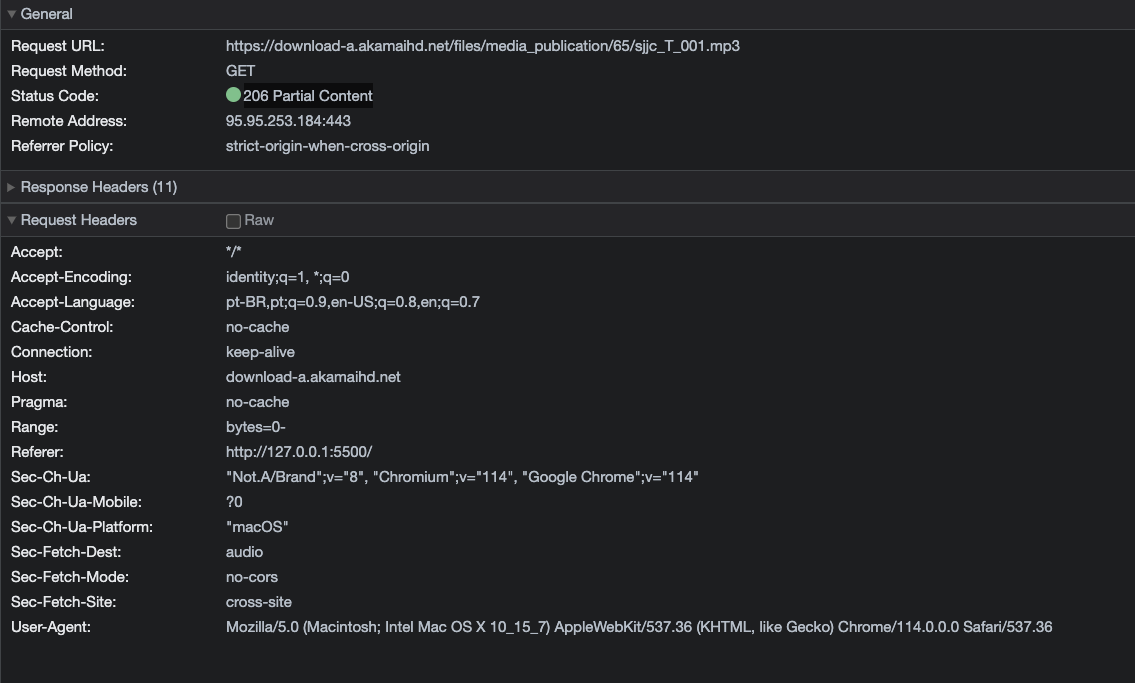 General
Request URL: https://download-a.akamaihd.net/files/media_publication/65/sjjc_T_001.mp3
Request Method: GET
Status Code: 206 Partial Content
Remote Address: 95.95.253.184:443
Referrer Policy: strict-origin-when-cross-origin
Response Headers (11)
Request Headers Raw
Accept: */*
Accept-Encoding: identity;q=1, *;q=0
Accept-Language: pt-BR,pt;q=0.9,en-US;q=0.8,en;q=0.7
Cache-Control: no-cache
Connection: keep-alive
Host: download-a.akamaihd.net
Pragma: no-cache
Range: bytes=0-
Referer: http://127.0.0.1:5500/
Sec-Ch-Ua: "Not.A/Brand";v="8", "Chromium";v="114", "Google Chrome";v="114"
Sec-Ch-Ua-Mobile: ?0
Sec-Ch-Ua-Platform: "macOS"
Sec-Fetch-Dest: audio
Sec-Fetch-Mode: no-cors
Sec-Fetch-Site: cross-site
User-Agent: Mozilla/5.0 (Macintosh; Intel Mac OS X 10_15_7) AppleWebKit/537.36 (KHTML, like Gecko) Chrome/114.0.0.0 Safari/537.36